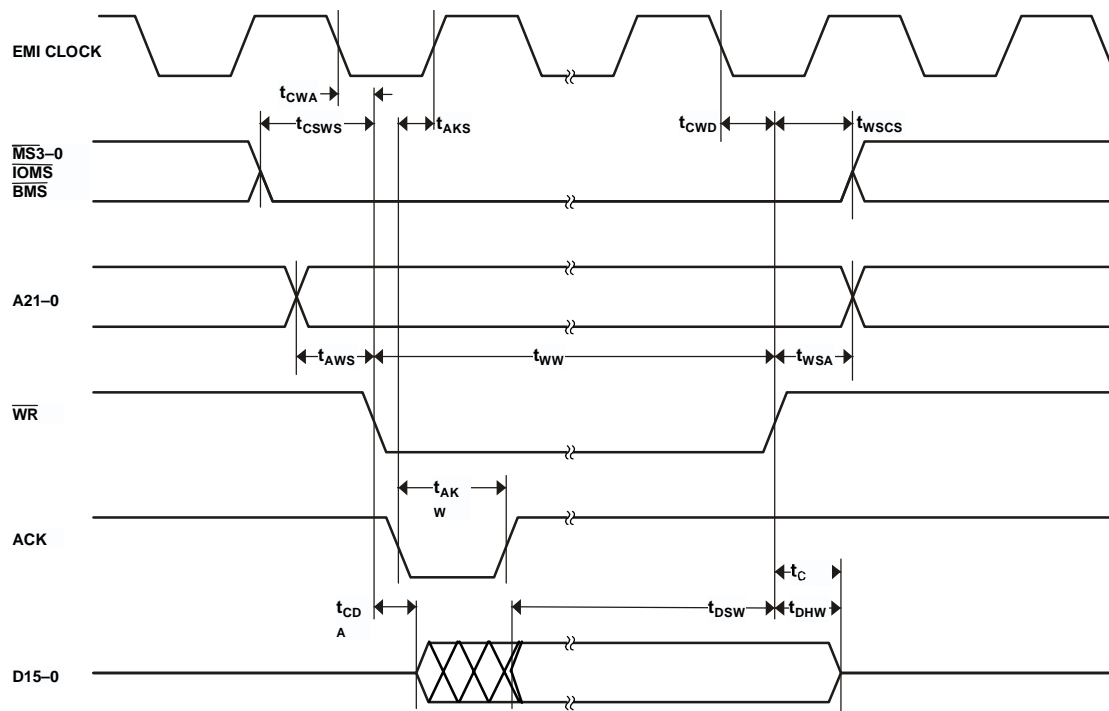 EMI CLOCK
tCWA
tCSWS
tAKS
tCWD
tWSCS
MS3–0
IOMS
BMS
A21–0
tAWS
tWW
tWSA
WR
tAK
W
ACK
tC
tCD
A
tDSW
tDHW
D15–0